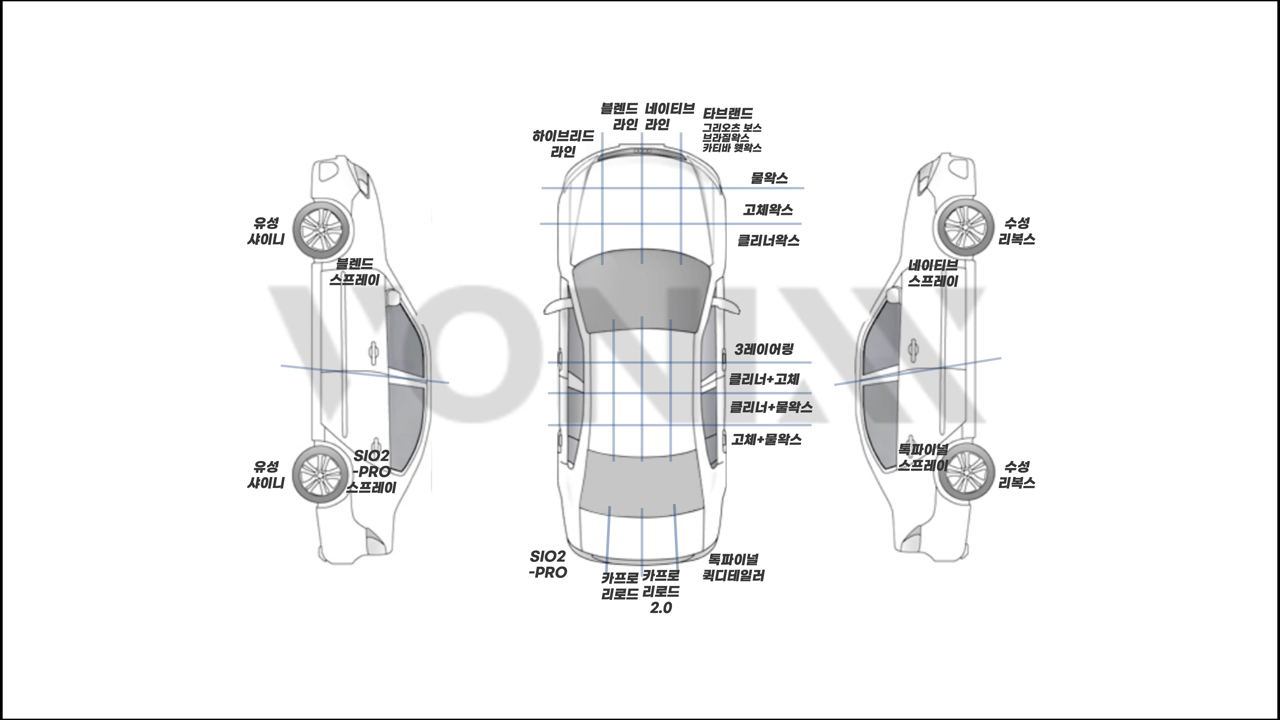 블렌드
라인
네이티브
라인
타브랜드
그리오츠 보스
브라질왁스
카티바 웻왁스
하이브리드
라인
물왁스
고체왁스
클리너왁스
유성
샤이니
블렌드
스프레이
네이티브
스프레이
수성
리복스
VONIXX
3레이어링
클리너+고체
클리너+물왁스
고체+물왁스
유성
샤이니
SIO2
-PRO
스프레이
톡파이널
스프레이
수성
리복스
SIO2
-PRO
카프로
리로드
카프로
리로드
2.0
톡파이널
퀵디테일러